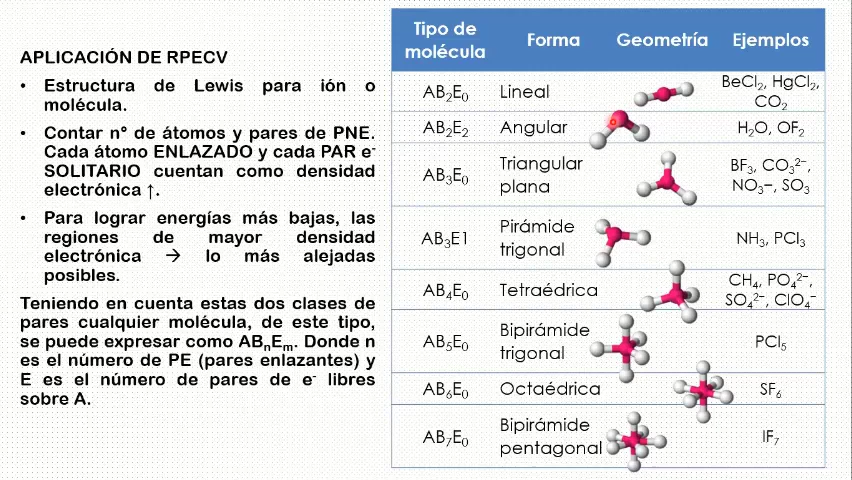 APLICACIÓN DE RPECV
• Estructura de Lewis para ión o
molécula.
• Contar n° de átomos y pares de PNE.
Cada átomo ENLAZADO y cada PAR e⁻
SOLITARIO cuentan como densidad
electrónica ↑.
• Para lograr energías más bajas, las
regiones de mayor densidad
electrónica → lo más alejadas
posibles.
Teniendo en cuenta estas dos clases de
pares cualquier molécula, de este tipo,
se puede expresar como ABₙEₘ. Donde n
es el número de PE (pares enlazantes) y
E es el número de pares de e⁻ libres
sobre A.
Tipo de
molécula
Forma
Geometría
Ejemplos
AB₂E₀
Lineal
BeCl₂, HgCl₂,
CO₂
AB₂E₂
Angular
H₂O, OF₂
AB₃E₀
Triangular
plana
BF₃, CO₃²⁻,
NO₃−, SO₃
AB₃E1
Pirámide
trigonal
NH₃, PCl₃
AB₄E₀
Tetraédrica
CH₄, PO₄²⁻,
SO₄²⁻, ClO₄⁻
AB₅E₀
Bipirámide
trigonal
PCl₅
AB₆E₀
Octaédrica
SF₆
AB₇E₀
Bipirámide
pentagonal
IF₇